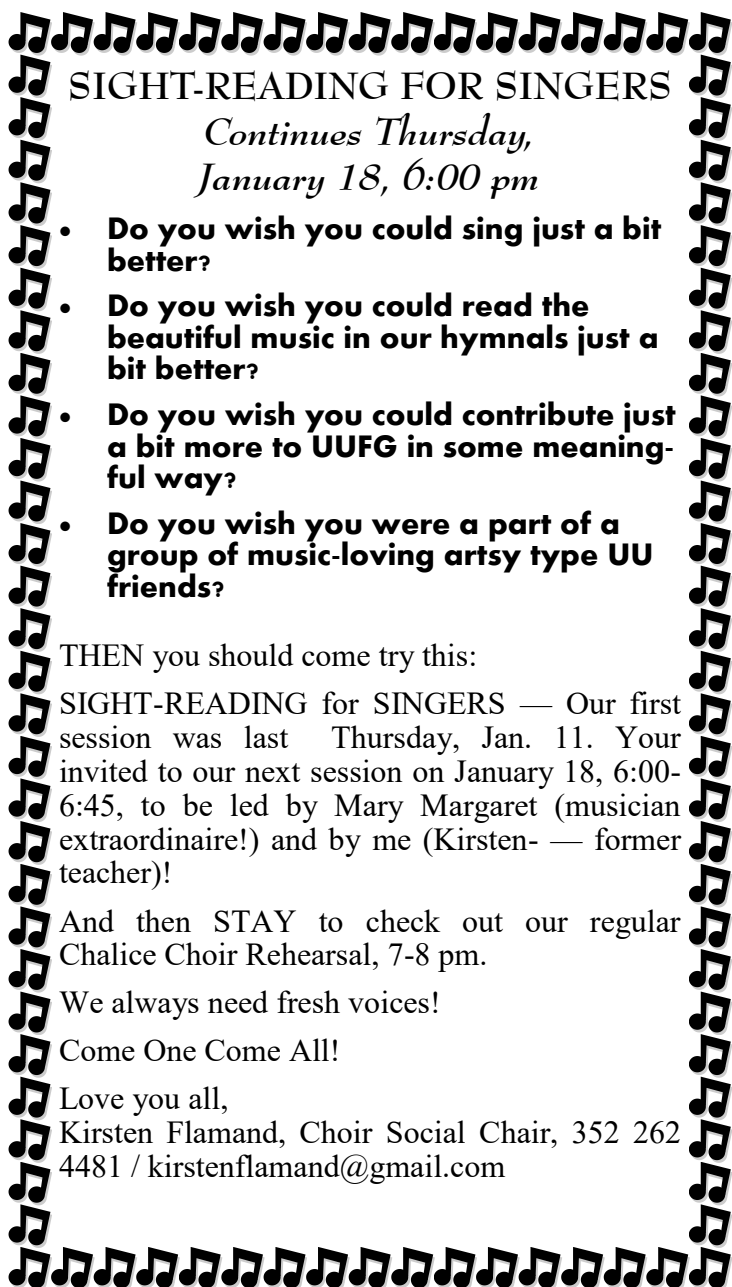 SIGHT-READING FOR SINGERS
Continues Thursday,
January 18, 6:00 pm
• Do you wish you could sing just a bit
better?
• Do you wish you could read the
beautiful music in our hymnals just a
bit better?
• Do you wish you could contribute just
a bit more to UUFG in some meaning-
ful way?
• Do you wish you were a part of a
group of music-loving artsy type UU
friends?
THEN you should come try this:
SIGHT-READING for SINGERS — Our first
session was last Thursday, Jan. 11. Your
invited to our next session on January 18, 6:00-
6:45, to be led by Mary Margaret (musician
extraordinaire!) and by me (Kirsten- — former
teacher)!
And then STAY to check out our regular
Chalice Choir Rehearsal, 7-8 pm.
We always need fresh voices!
Come One Come All!
Love you all,
Kirsten Flamand, Choir Social Chair, 352 262
4481 / kirstenflamand@gmail.com